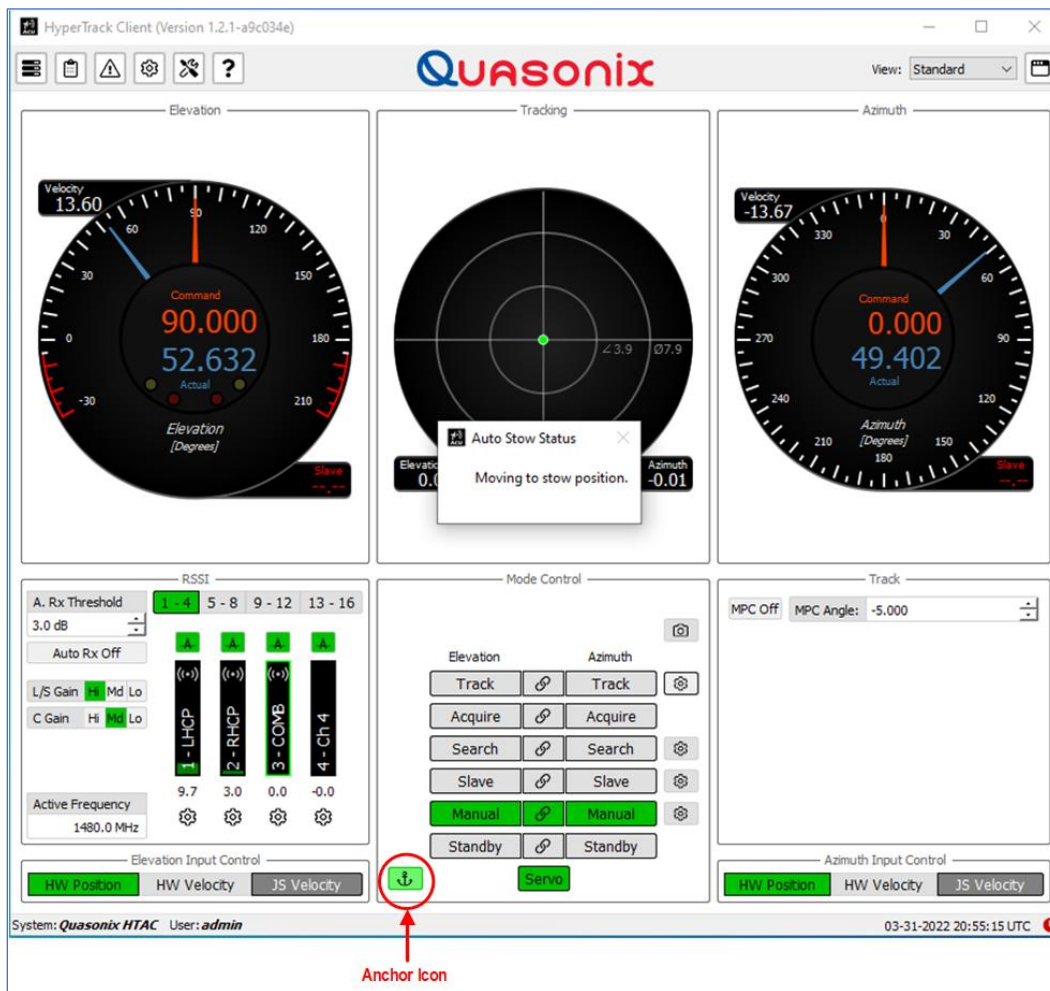 HyperTrack Client (Version 1.2.1-a9c034e)
?
Quasonix
View: Standard
Elevation
Tracking
Azimuth
Velocity
13.60
0
30
60
90
120
150
180
210
-30
Command
90.000
52.632
Actual
Elevation
[Degrees]
Slave
--.--
∠3.9 Ø7.9
Elevatio
0.0
Azimuth
-0.01
ACU Auto Stow Status
Moving to stow position.
Velocity
-13.67
0
30
60
90
120
150
180
210
240
270
300
330
Command
0.000
49.402
Actual
Azimuth
[Degrees]
Slave
--.--
RSSI
A. Rx Threshold
3.0 dB
Auto Rx Off
L/S Gain Hi Md Lo
C Gain Hi Md Lo
Active Frequency
1480.0 MHz
1 - 4 5 - 8 9 - 12 13 - 16
A A A
1 - LHCP
2 - RHCP
3 - COMB
4 - Ch 4
9.7 3.0 0.0 -0.0
Elevation Input Control
HW Position HW Velocity JS Velocity
Mode Control
Elevation Azimuth
Track Track
Acquire Acquire
Search Search
Slave Slave
Manual Manual
Standby Standby
Servo
Track
MPC Off MPC Angle: -5.000
Azimuth Input Control
HW Position HW Velocity JS Velocity
System: Quasonix HTAC User: admin
03-31-2022 20:55:15 UTC
Anchor Icon